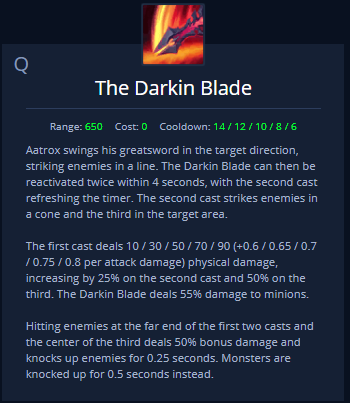 Q
The Darkin Blade
Range: 650 Cost: 0 Cooldown: 14 / 12 / 10 / 8 / 6
Aatrox swings his greatsword in the target direction,
striking enemies in a line. The Darkin Blade can then be
reactivated twice within 4 seconds, with the second cast
refreshing the timer. The second cast strikes enemies in
a cone and the third in the target area.
The first cast deals 10 / 30 / 50 / 70 / 90 (+0.6 / 0.65 / 0.7
/ 0.75 / 0.8 per attack damage) physical damage,
increasing by 25% on the second cast and 50% on the
third. The Darkin Blade deals 55% damage to minions.
Hitting enemies at the far end of the first two casts and
the center of the third deals 50% bonus damage and
knocks up enemies for 0.25 seconds. Monsters are
knocked up for 0.5 seconds instead.